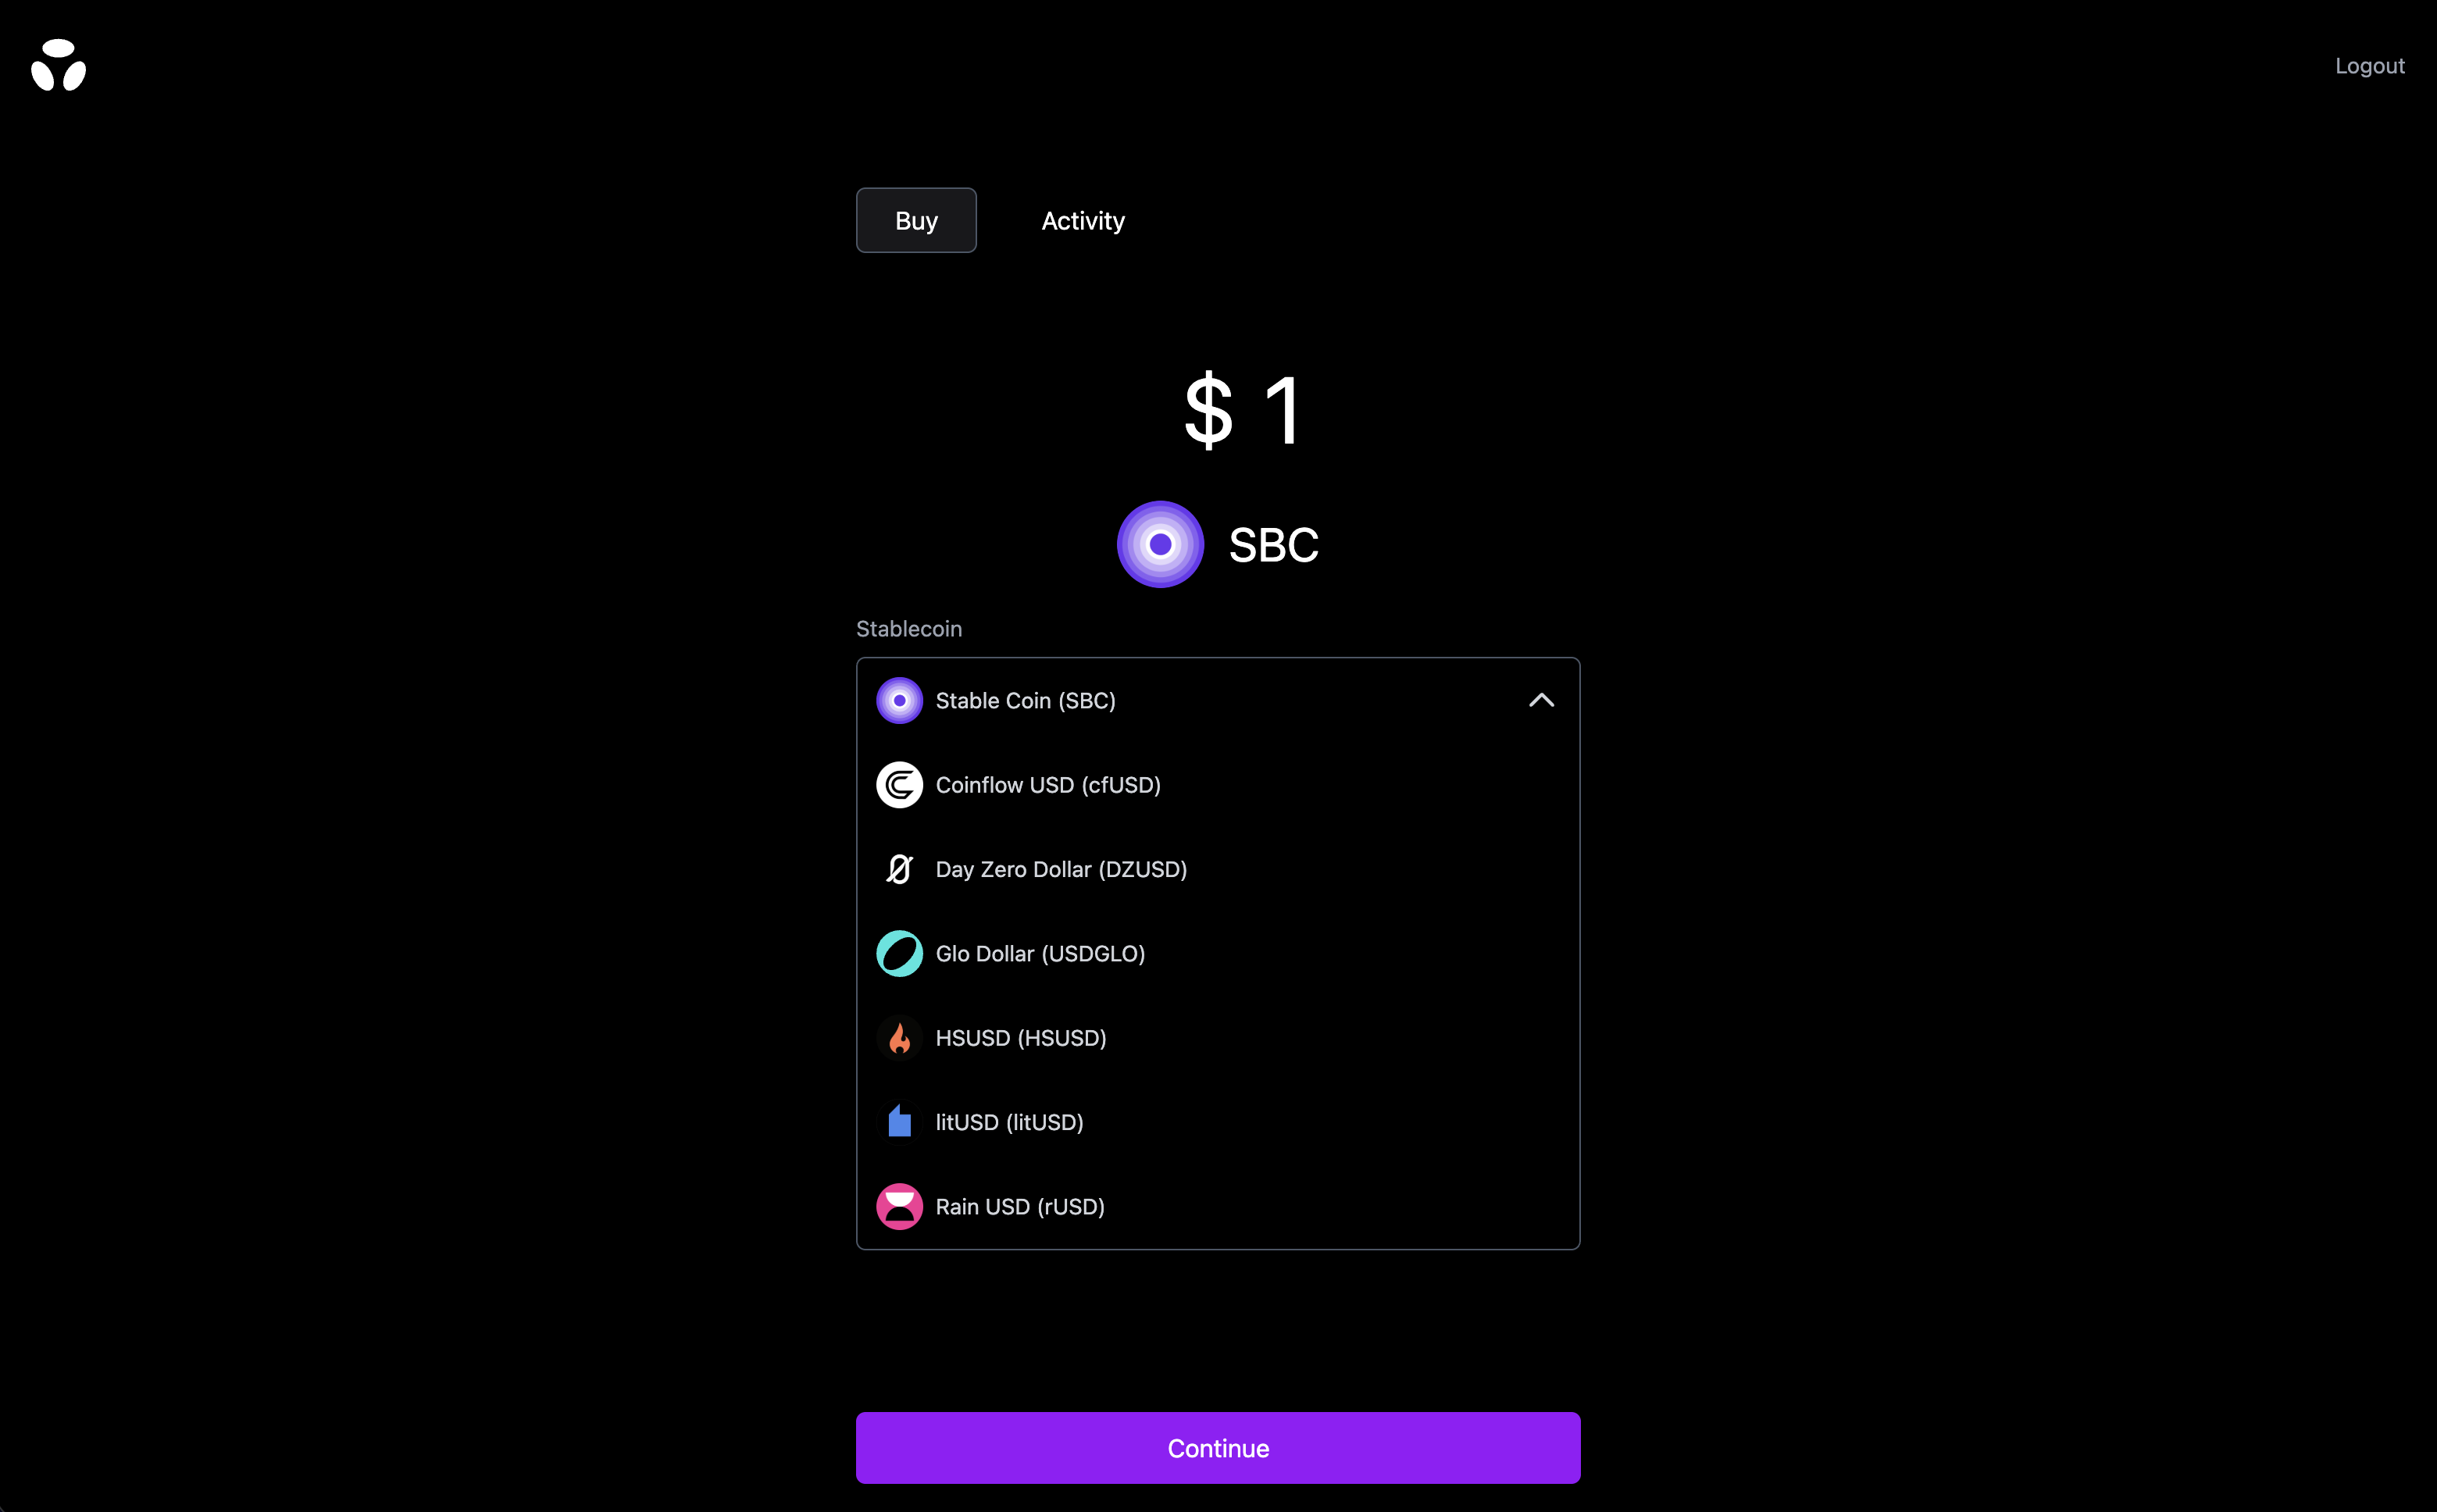 Logout
Buy
Activity
$ 1
SBC
Stablecoin
Stable Coin (SBC)
Coinflow USD (cfUSD)
Day Zero Dollar (DZUSD)
Glo Dollar (USDGLO)
HSUSD (HSUSD)
litUSD (litUSD)
Rain USD (rUSD)
Continue